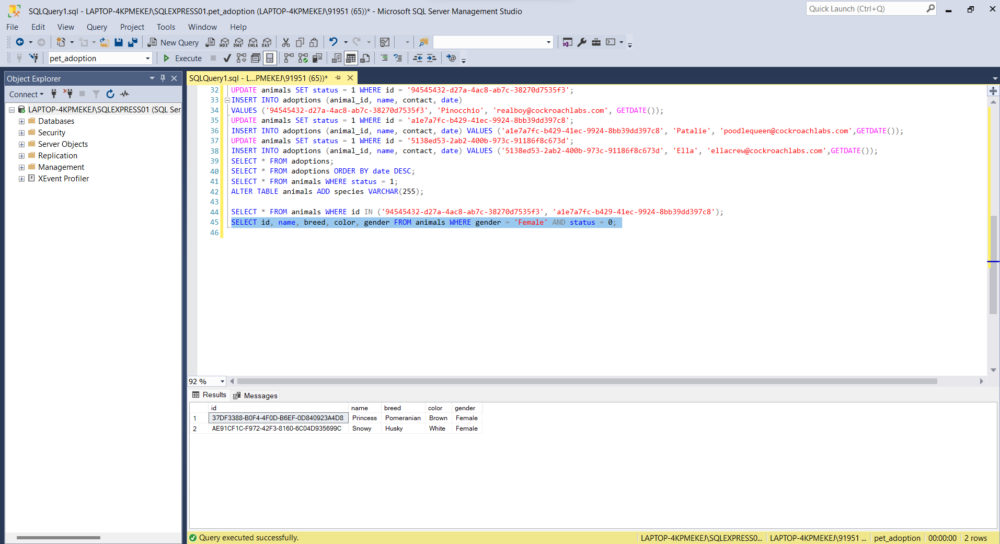 SQLQuery1.sql - LAPTOP-4KPMEKEJ\SQLEXPRESS01.pet_adoption (LAPTOP-4KPMEKEJ\91951 (65))* - Microsoft SQL Server Management Studio
Quick Launch (Ctrl+Q)
File Edit View Query Project Tools Window Help
New Query MDX DMX XMLA DAX
pet_adoption Execute
Object Explorer
Connect
LAPTOP-4KPMEKEJ\SQLEXPRESS01 (SQL Ser
Databases
Security
Server Objects
Replication
Management
XEvent Profiler
SQLQuery1.sql - L...PMEKEJ\91951 (65))*
32 UPDATE animals SET status = 1 WHERE id = '94545432-d27a-4ac8-ab7c-38270d7535f3';
33 INSERT INTO adoptions (animal_id, name, contact, date)
34 VALUES ('94545432-d27a-4ac8-ab7c-38270d7535f3', 'Pinocchio', 'realboy@cockroachlabs.com', GETDATE());
35 UPDATE animals SET status = 1 WHERE id = 'a1e7a7fc-b429-41ec-9924-8bb39dd397c8';
36 INSERT INTO adoptions (animal_id, name, contact, date) VALUES ('a1e7a7fc-b429-41ec-9924-8bb39dd397c8', 'Patalie', 'poodlequeen@cockroachlabs.com',GETDATE());
37 UPDATE animals SET status = 1 WHERE id = '5138ed53-2ab2-400b-973c-91186f8c673d';
38 INSERT INTO adoptions (animal_id, name, contact, date) VALUES ('5138ed53-2ab2-400b-973c-91186f8c673d', 'Ella', 'ellacrew@cockroachlabs.com',GETDATE());
39 SELECT * FROM adoptions;
40 SELECT * FROM adoptions ORDER BY date DESC;
41 SELECT * FROM animals WHERE status = 1;
42 ALTER TABLE animals ADD species VARCHAR(255);
43
44 SELECT * FROM animals WHERE id IN ('94545432-d27a-4ac8-ab7c-38270d7535f3', 'a1e7a7fc-b429-41ec-9924-8bb39dd397c8');
45 SELECT id, name, breed, color, gender FROM animals WHERE gender = 'Female' AND status = 0;
46
92 %
Results Messages
id name breed color gender
1 37DF3388-B0F4-4F0D-B6EF-0D840923A4D8 Princess Pomeranian Brown Female
2 AE91CF1C-F972-42F3-8160-6C04D935699C Snowy Husky White Female
Query executed successfully. LAPTOP-4KPMEKEJ\SQLEXPRESS0... LAPTOP-4KPMEKEJ\91951 ... pet_adoption 00:00:00 2 rows